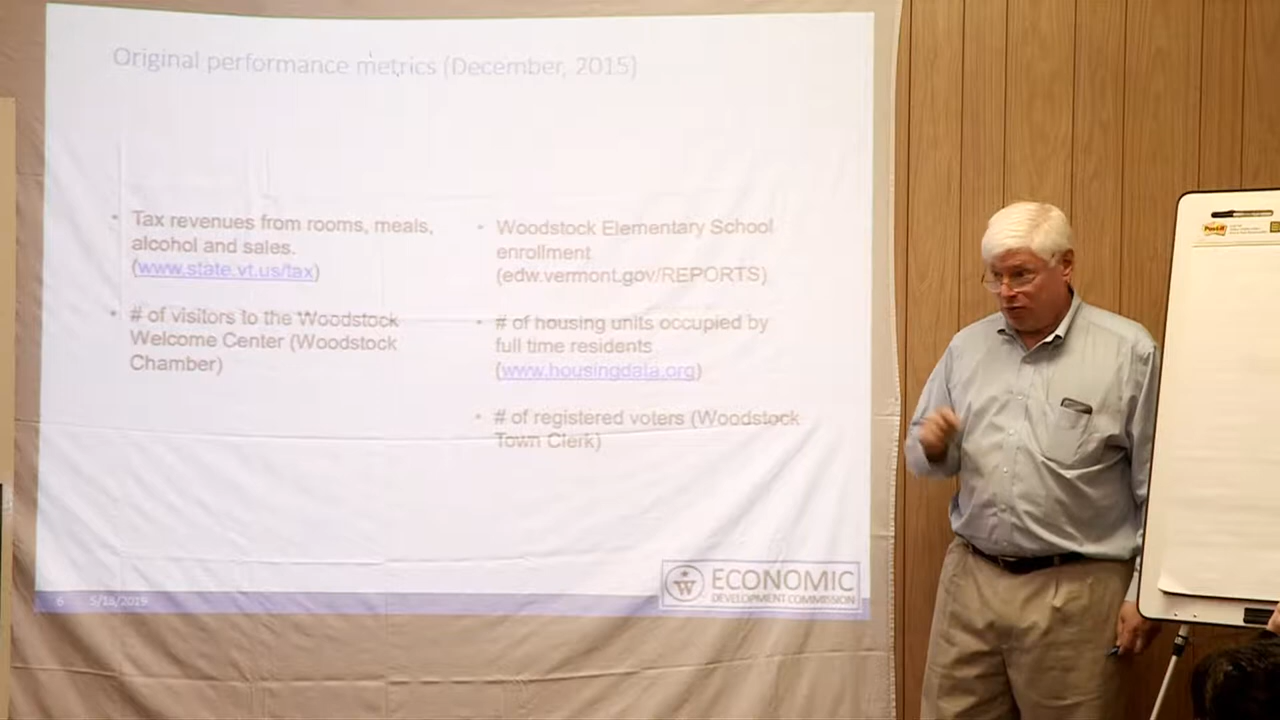 Original performance metrics (December, 2015)
• Tax revenues from rooms, meals,
alcohol and sales.
(www.state.vt.us/tax)
• # of visitors to the Woodstock
Welcome Center (Woodstock
Chamber)
• Woodstock Elementary School
enrollment
(edw.vermont.gov/REPORTS)
• # of housing units occupied by
full time residents
(www.housingdata.org)
• # of registered voters (Woodstock
Town Clerk)
6 5/18/2019
W
ECONOMIC
DEVELOPMENT COMMISSION
Post-it